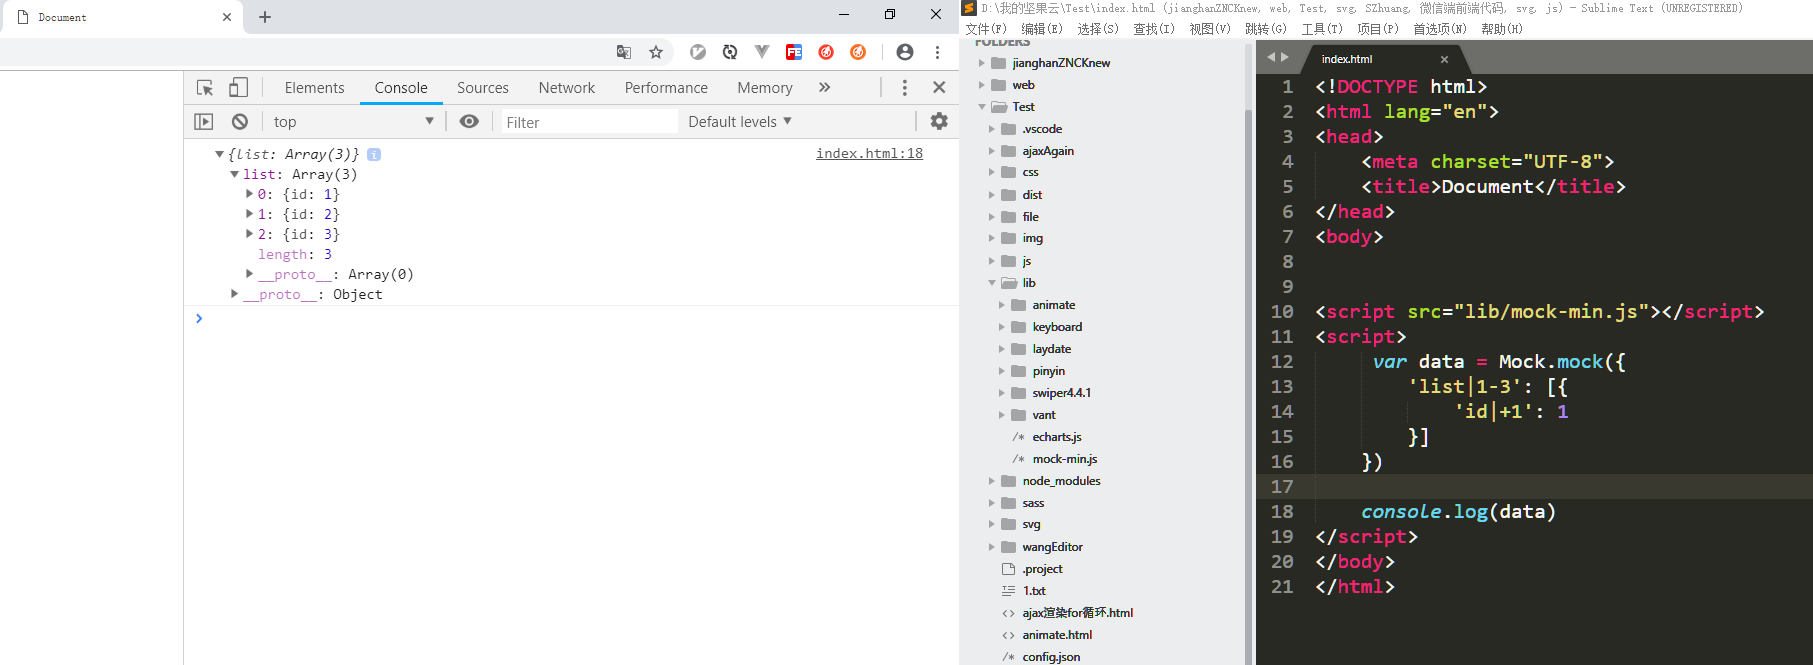 Document
Elements Console Sources Network Performance Memory »
top Filter Default levels
{list: Array(3)} i index.html:18
list: Array(3)
0: {id: 1}
1: {id: 2}
2: {id: 3}
length: 3
__proto__: Array(0)
__proto__: Object
D:\我的坚果云\Test\index.html (jianghanZNCKnew, web, Test, svg, SZhuang, 微信端前端代码, svg, js) - Sublime Text (UNREGISTERED)
文件(F) 编辑(E) 选择(S) 查找(I) 视图(V) 跳转(G) 工具(T) 项目(P) 首选项(N) 帮助(H)
FOLDERS
jianghanZNCKnew
web
Test
.vscode
ajaxAgain
css
dist
file
img
js
lib
animate
keyboard
laydate
pinyin
swiper4.4.1
vant
/* echarts.js
/* mock-min.js
node_modules
sass
svg
wangEditor
.project
1.txt
<> ajax渲染for循环.html
<> animate.html
/* config.json
index.html ×
1 <!DOCTYPE html>
2 <html lang="en">
3 <head>
4 <meta charset="UTF-8">
5 <title>Document</title>
6 </head>
7 <body>
8
9
10 <script src="lib/mock-min.js"></script>
11 <script>
12 var data = Mock.mock({
13 'list|1-3': [{
14 'id|+1': 1
15 }]
16 })
17
18 console.log(data)
19 </script>
20 </body>
21 </html>